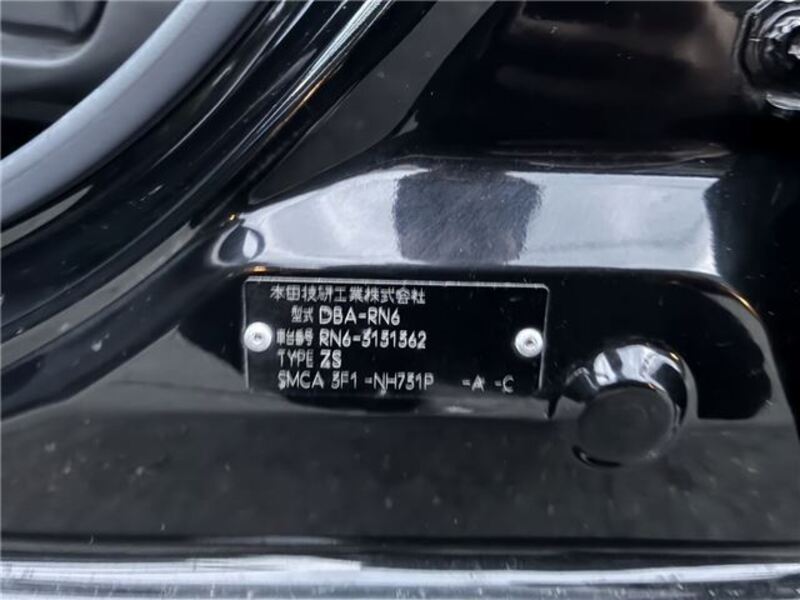 本田技研工業株式会社
型式 DBA-RN6
車台番号 RN6-3131362
TYPE ZS
SMCA 3F1 -NH731P -A -C